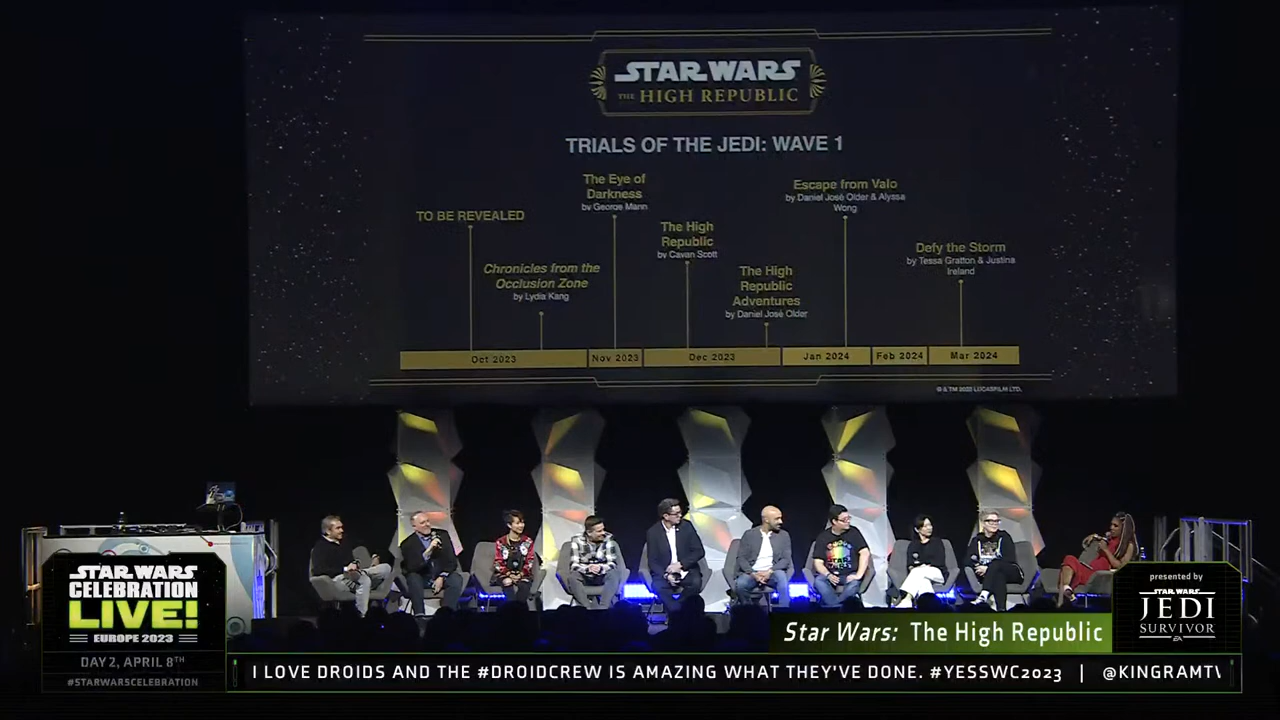 STAR WARS
THE HIGH REPUBLIC
TRIALS OF THE JEDI: WAVE 1
The Eye of
Darkness
by George Mann
Escape from Valo
by Daniel José Older & Alyssa
Wong
TO BE REVEALED
The High
Republic
by Cavan Scott
Defy the Storm
by Tessa Gratton & Justina
Ireland
Chronicles from the
Occlusion Zone
by Lydia Kang
The High
Republic
Adventures
by Daniel José Older
Oct 2023
Nov 2023
Dec 2023
Jan 2024
Feb 2024
Mar 2024
© & TM 2023 LUCASFILM LTD.
STAR WARS
CELEBRATION
LIVE!
EUROPE 2023
DAY 2, APRIL 8TH
#STARWARSCELEBRATION
Star Wars: The High Republic
presented by
STAR WARS
JEDI
SURVIVOR
EA
I LOVE DROIDS AND THE #DROIDCREW IS AMAZING WHAT THEY'VE DONE. #YESSWC2023 | @KINGRAMTV